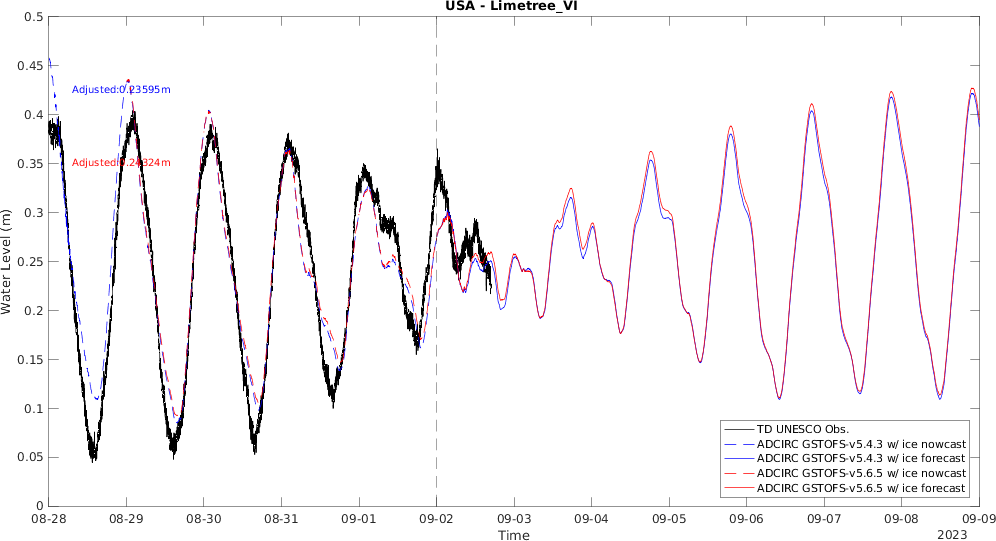 USA - Limetree_VI
0.5
0.45
0.4
0.35
0.3
0.25
0.2
0.15
0.1
0.05
0
Water Level (m)
Adjusted:0.23595m
Adjusted:0.24324m
TD UNESCO Obs.
ADCIRC GSTOFS-v5.4.3 w/ ice nowcast
ADCIRC GSTOFS-v5.4.3 w/ ice forecast
ADCIRC GSTOFS-v5.6.5 w/ ice nowcast
ADCIRC GSTOFS-v5.6.5 w/ ice forecast
08-28 08-29 08-30 08-31 09-01 09-02 09-03 09-04 09-05 09-06 09-07 09-08 09-09
Time
2023